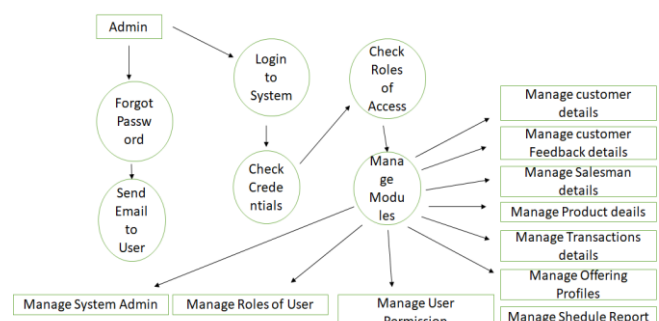 Admin
Login
to
System
Check
Roles
of
Access
Forgot
Passw
ord
Manage customer
details
Manage customer
Feedback details
Check
Crede
ntials
Mana
ge
Modu
les
Manage Salesman
details
Send
Email
to
User
Manage Product deails
Manage Transactions
details
Manage Offering
Profiles
Manage System Admin
Manage Roles of User
Manage User
Permission
Manage Shedule Report